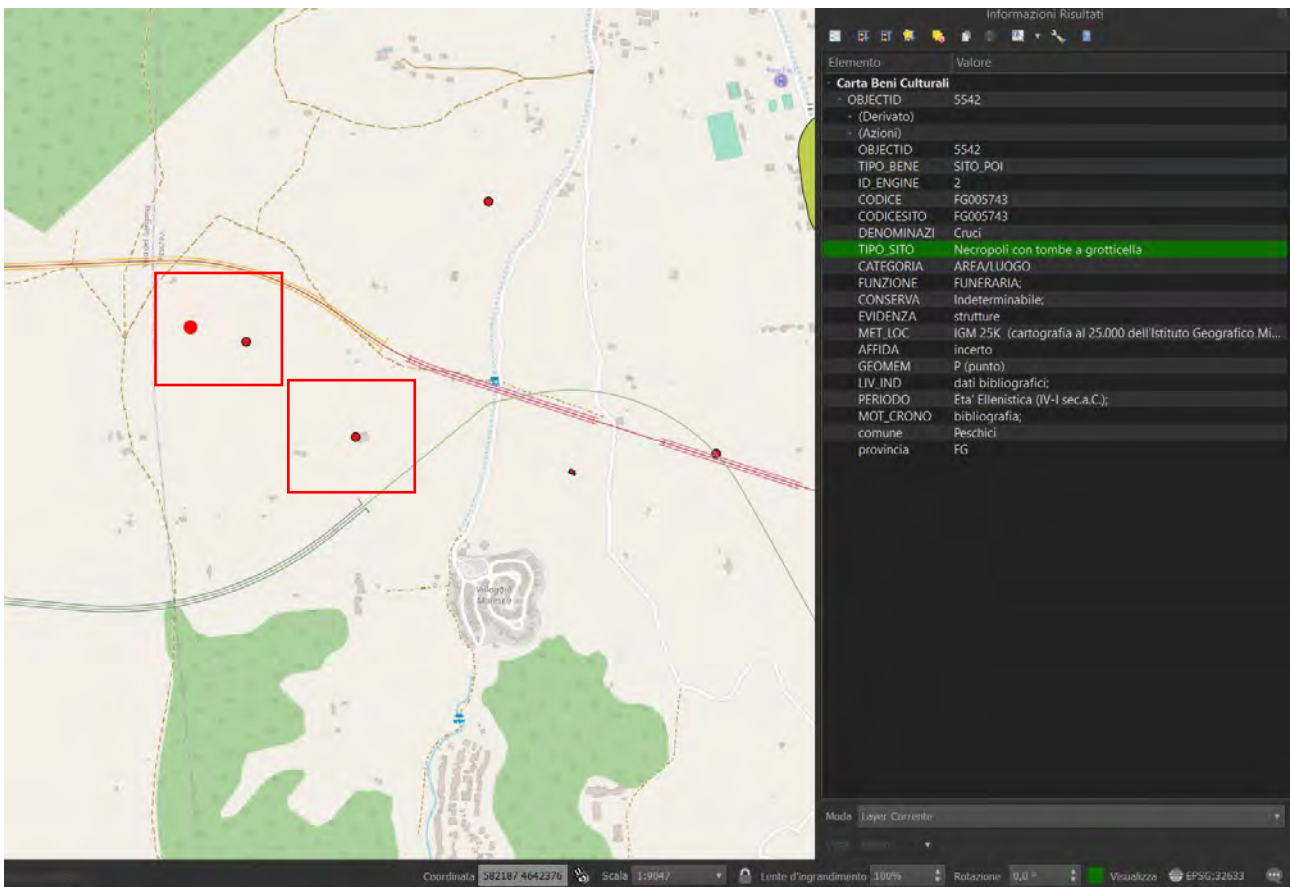 Informazioni Risultati
Elemento Valore
Carta Beni Culturali
OBJECTID 5542
(Derivato)
(Azioni)
OBJECTID 5542
TIPO_BENE SITO_POI
ID_ENGINE 2
CODICE FG005743
CODICESITO FG005743
DENOMINAZI Cruci
TIPO_SITO Necropoli con tombe a grotticella
CATEGORIA AREA/LUOGO
FUNZIONE FUNERARIA;
CONSERVA Indeterminabile;
EVIDENZA strutture
MET_LOC IGM 25K (cartografia al 25.000 dell'Istituto Geografico Mi...
AFFIDA incerto
GEOMEM P (punto)
LIV_IND dati bibliografici;
PERIODO Eta' Ellenistica (IV-I sec.a.C.);
MOT_CRONO bibliografia;
comune Peschici
provincia FG
Villaggio
Moda Layer Corrente
Coordinata 582187 4642376 Scala 1:9047 Lente d'ingrandimento 100% Rotazione 0,0 ° Visualizza EPSG:32633